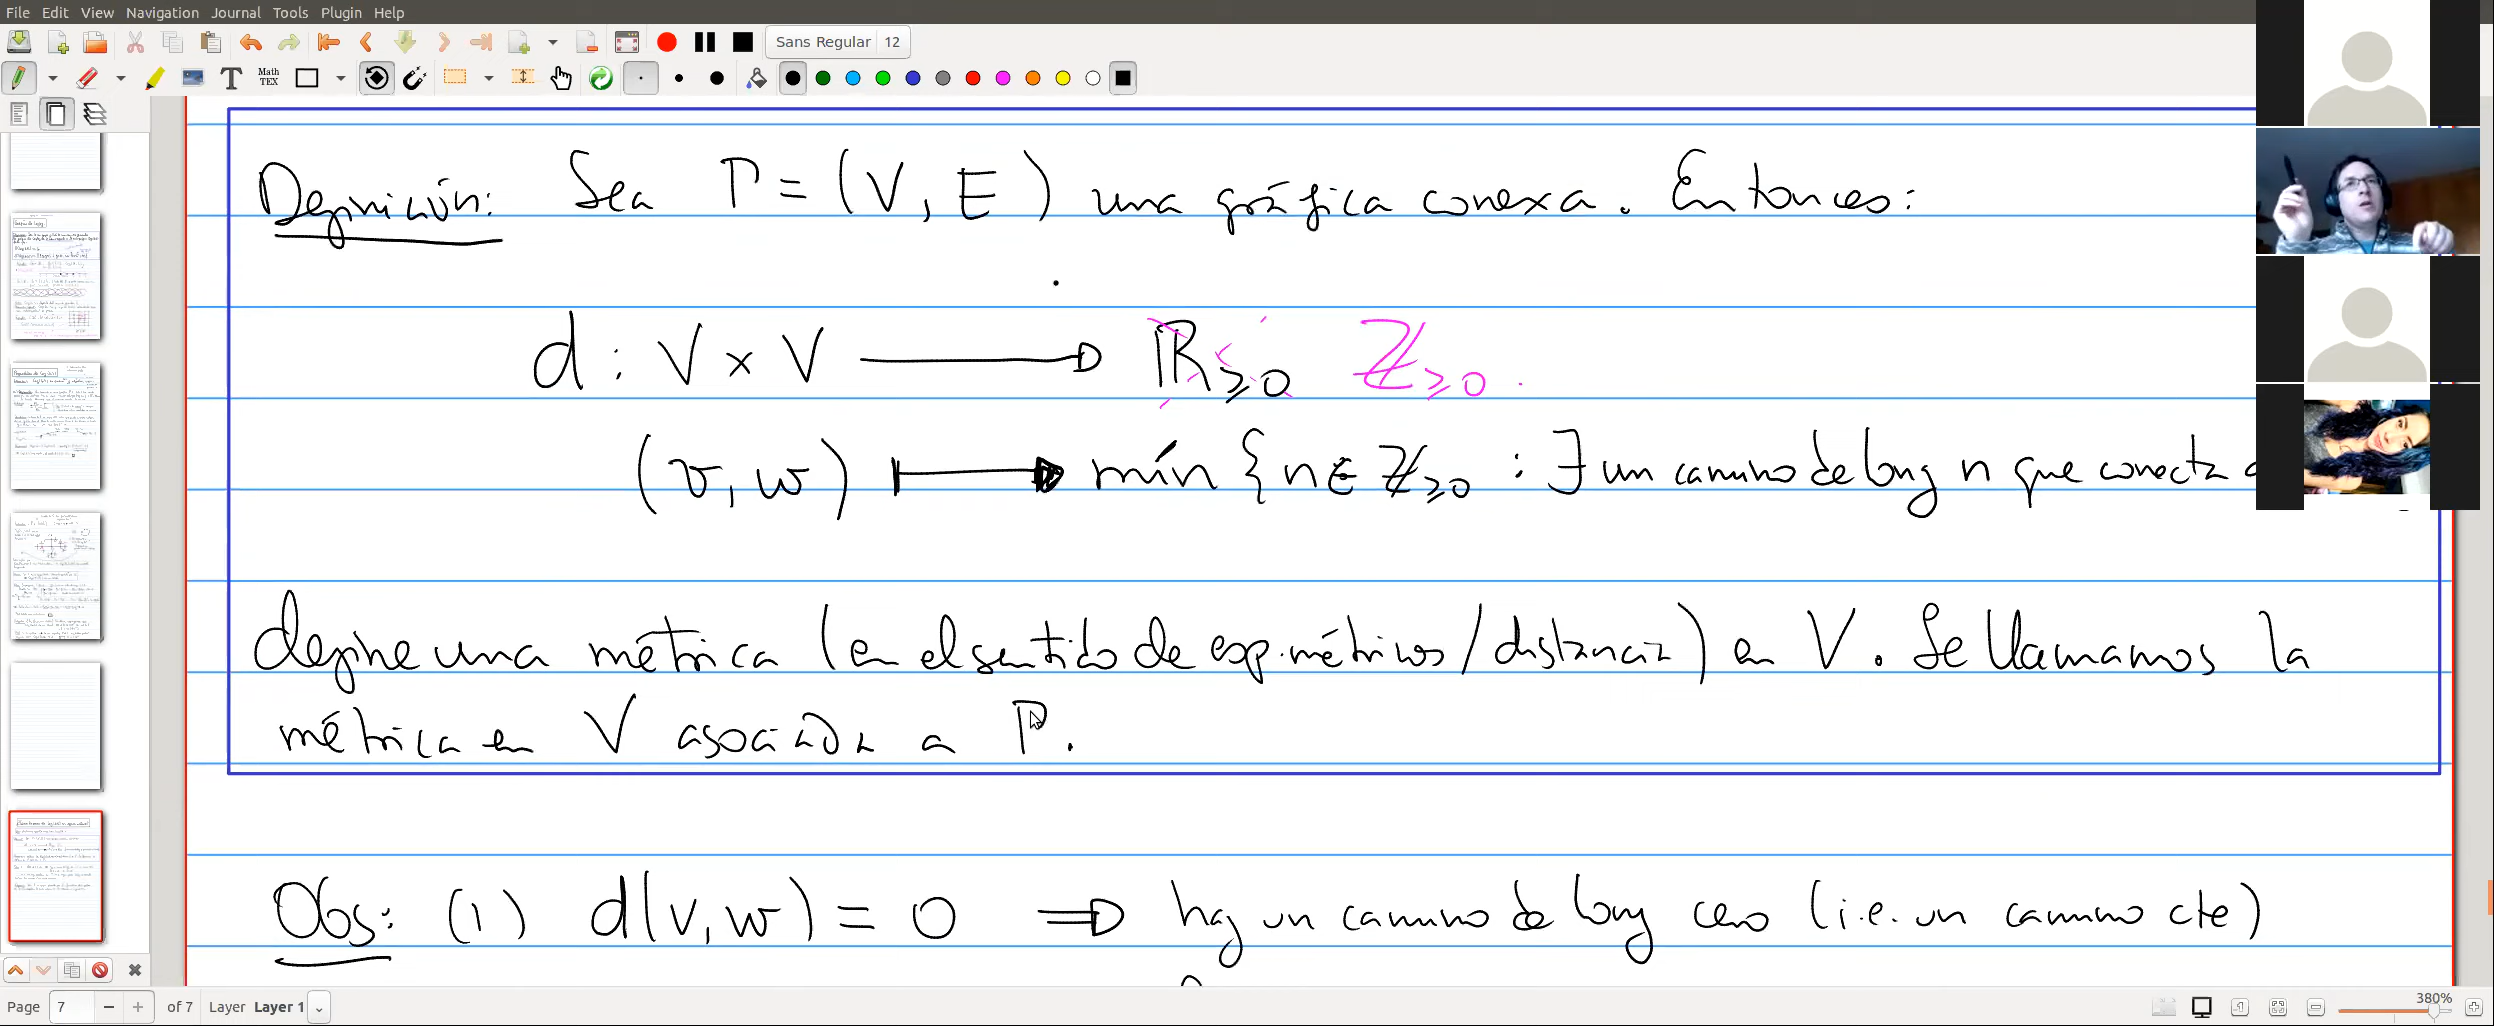 File Edit View Navigation Journal Tools Plugin Help
Sans Regular 12
Math TEX
Definición: Sea Γ = (V, E) una gráfica conexa. Entonces:
d : V × V → ℝ≥0 ℤ≥0.
(v, w) ↦ mín { n ∈ ℤ≥0 : ∃ un camino de long n que conecta
define una métrica (en el sentido de esp. métricos/distancia) en V. Le llamamos la
métrica en V asociada a Γ.
Obs: (1) d(v, w) = 0 ⇒ hay un camino de long cero (i.e. un camino cte)
Page 7 of 7 Layer Layer 1 380%